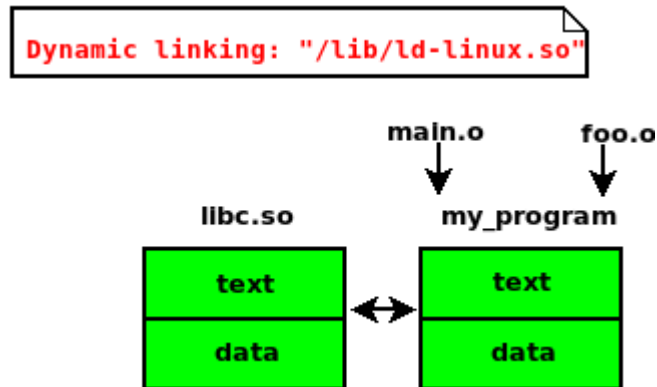 Dynamic linking: "/lib/ld-linux.so"
main.o foo.o
libc.so my_program
text text
data data